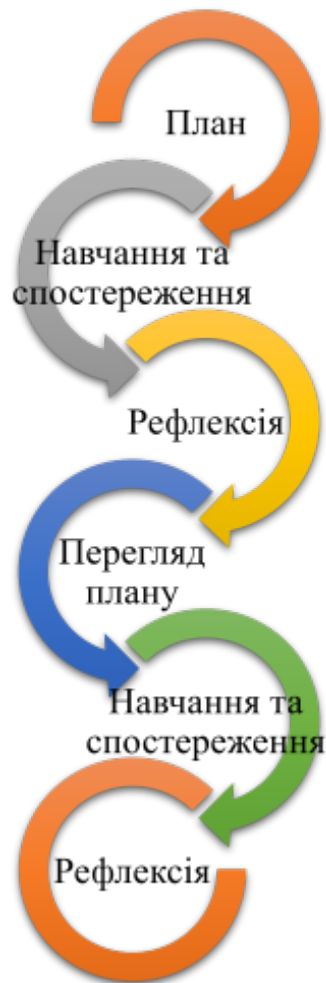 План
Навчання та
спостереження
Рефлексія
Перегляд
плану
Навчання та
спостереження
Рефлексія